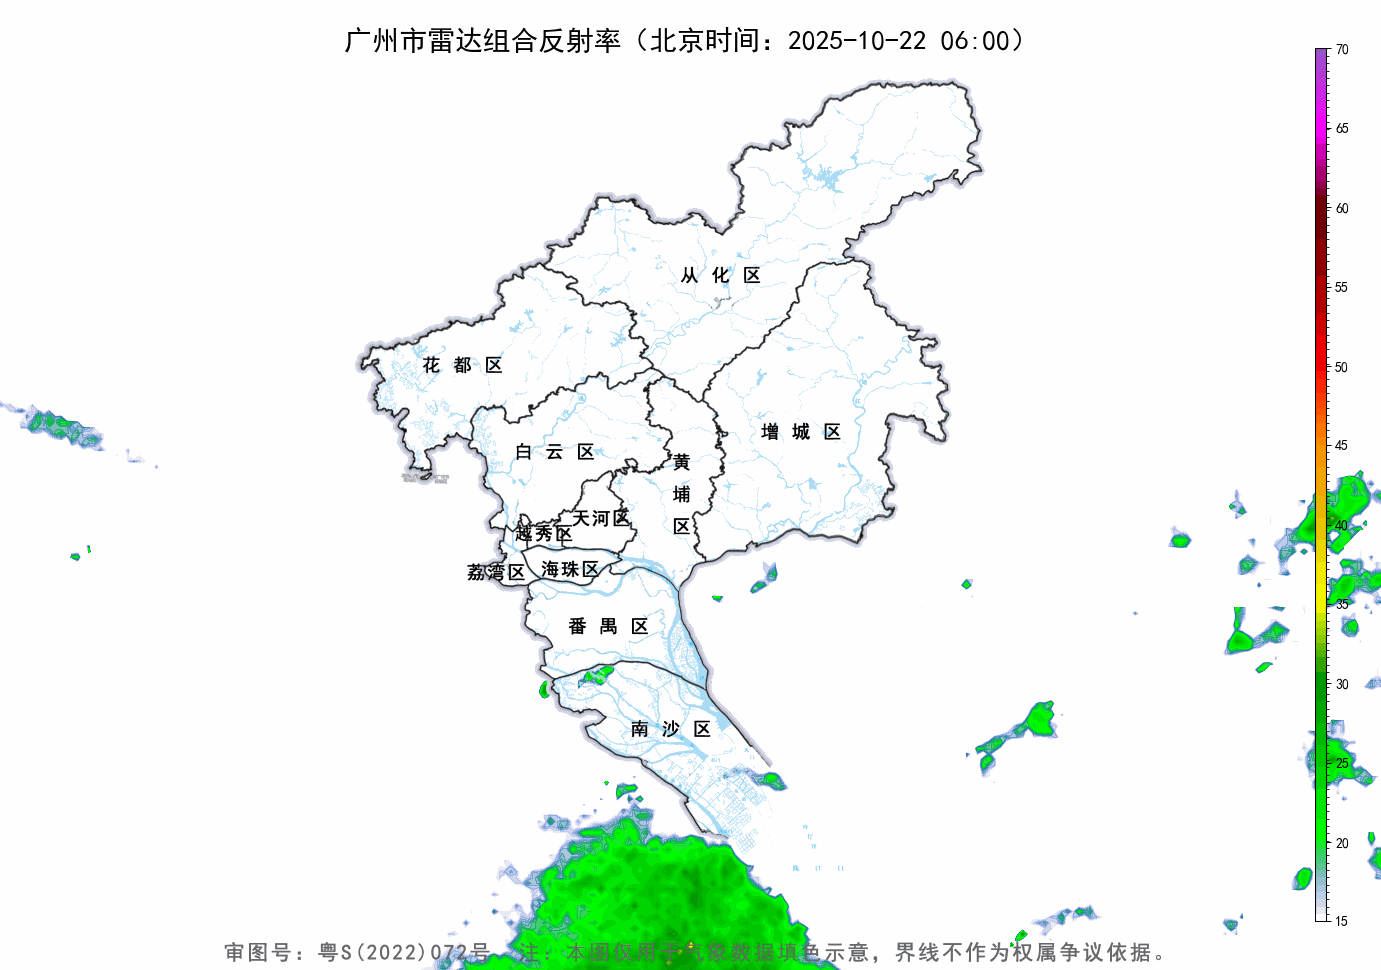 广州市雷达组合反射率（北京时间：2025-10-22 06:00）
70
65
60
55
50
45
40
35
30
25
20
15
从化区
花都区
增城区
白云区
黄埔区
天河区
越秀区
海珠区
荔湾区
番禺区
南沙区
审图号：粤S(2022)072号 注：本图仅用于气象数据填色示意，界线不作为权属争议依据。